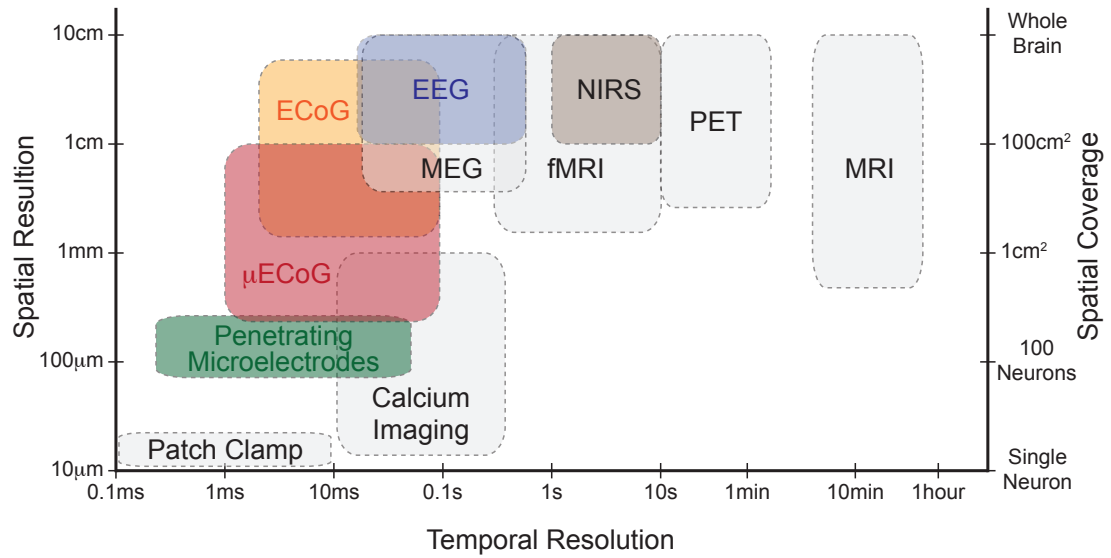 10cm
1cm
1mm
100μm
10μm
Spatial Resultion
ECoG
EEG
MEG
fMRI
NIRS
PET
MRI
μECoG
Penetrating
Microelectrodes
Calcium
Imaging
Patch Clamp
Whole
Brain
100cm²
1cm²
100
Neurons
Single
Neuron
Spatial Coverage
0.1ms
1ms
10ms
0.1s
1s
10s
1min
10min
1hour
Temporal Resolution